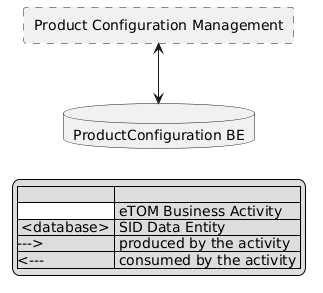 Product Configuration Management
ProductConfiguration BE
eTOM Business Activity
<database> SID Data Entity
---> produced by the activity
<--- consumed by the activity